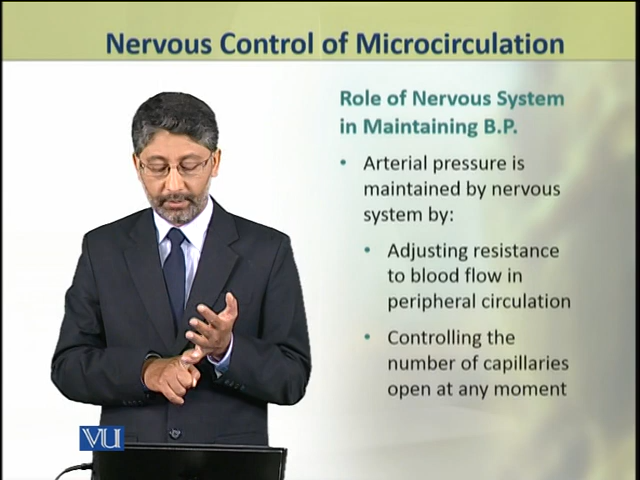 Nervous Control of Microcirculation
Role of Nervous System
in Maintaining B.P.
• Arterial pressure is
maintained by nervous
system by:
• Adjusting resistance
to blood flow in
peripheral circulation
• Controlling the
number of capillaries
open at any moment
VU